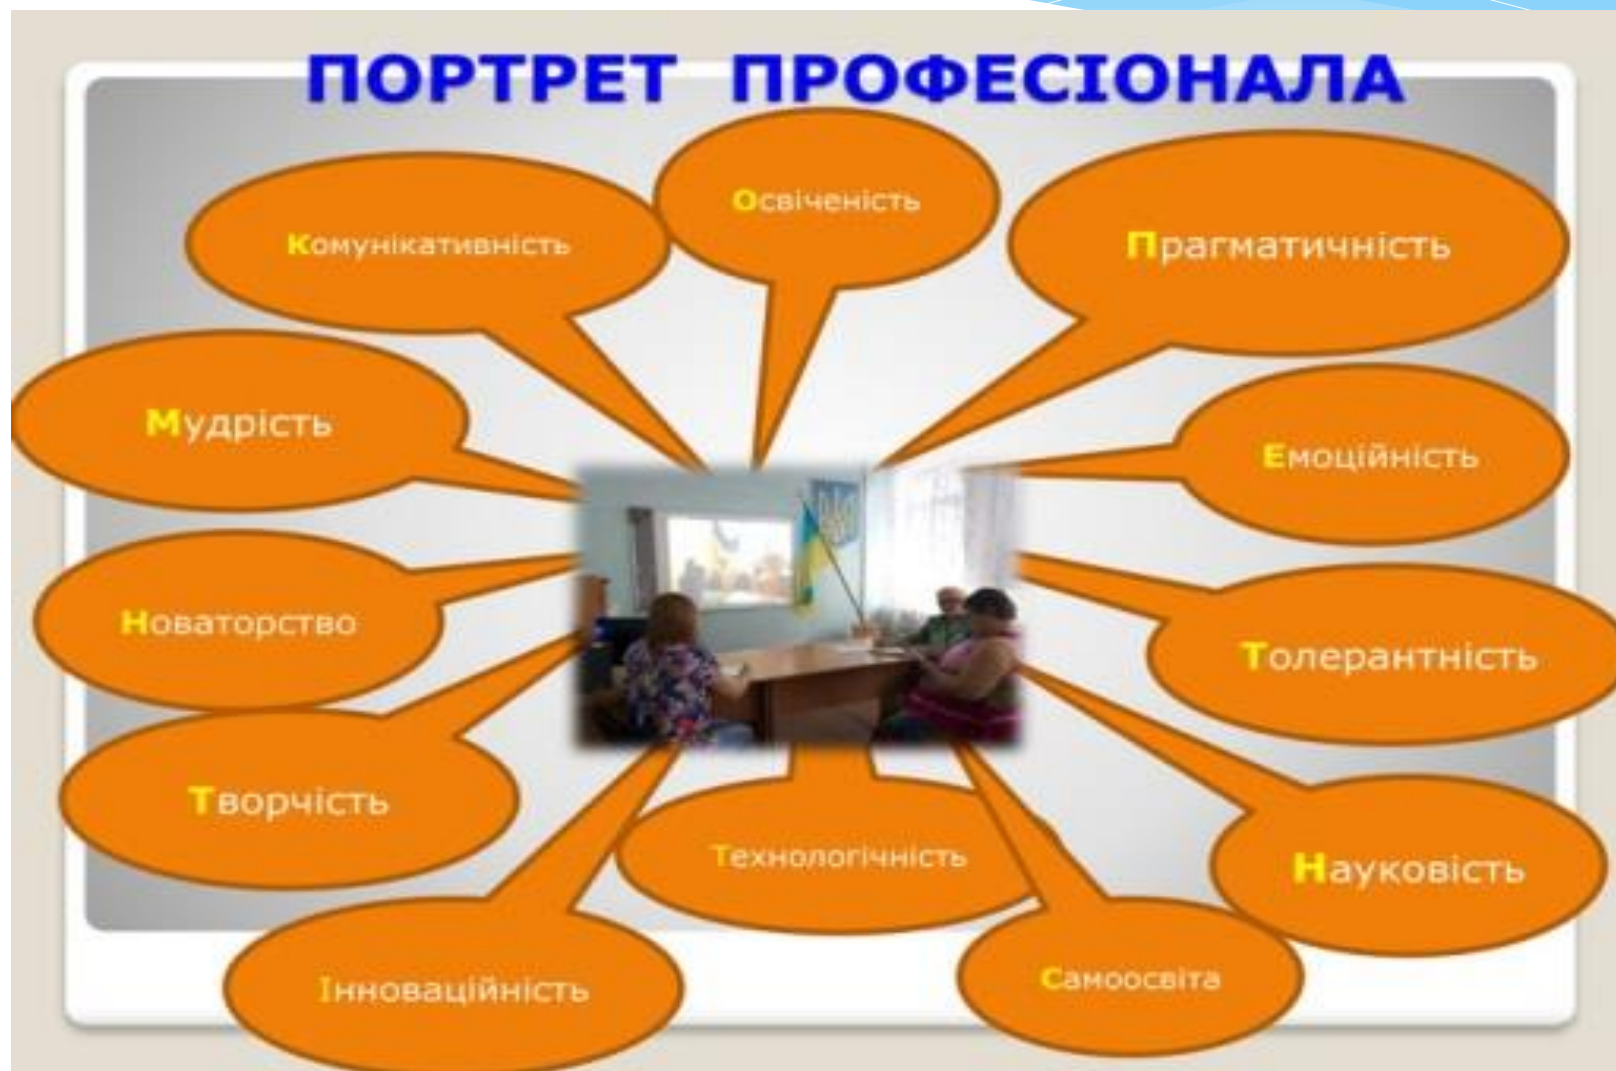 ПОРТРЕТ ПРОФЕСІОНАЛА
Освіченість
Комунікативність
Прагматичність
Мудрість
Емоційність
Новаторство
Толерантність
Творчість
Технологічність
Науковість
Інноваційність
Самоосвіта